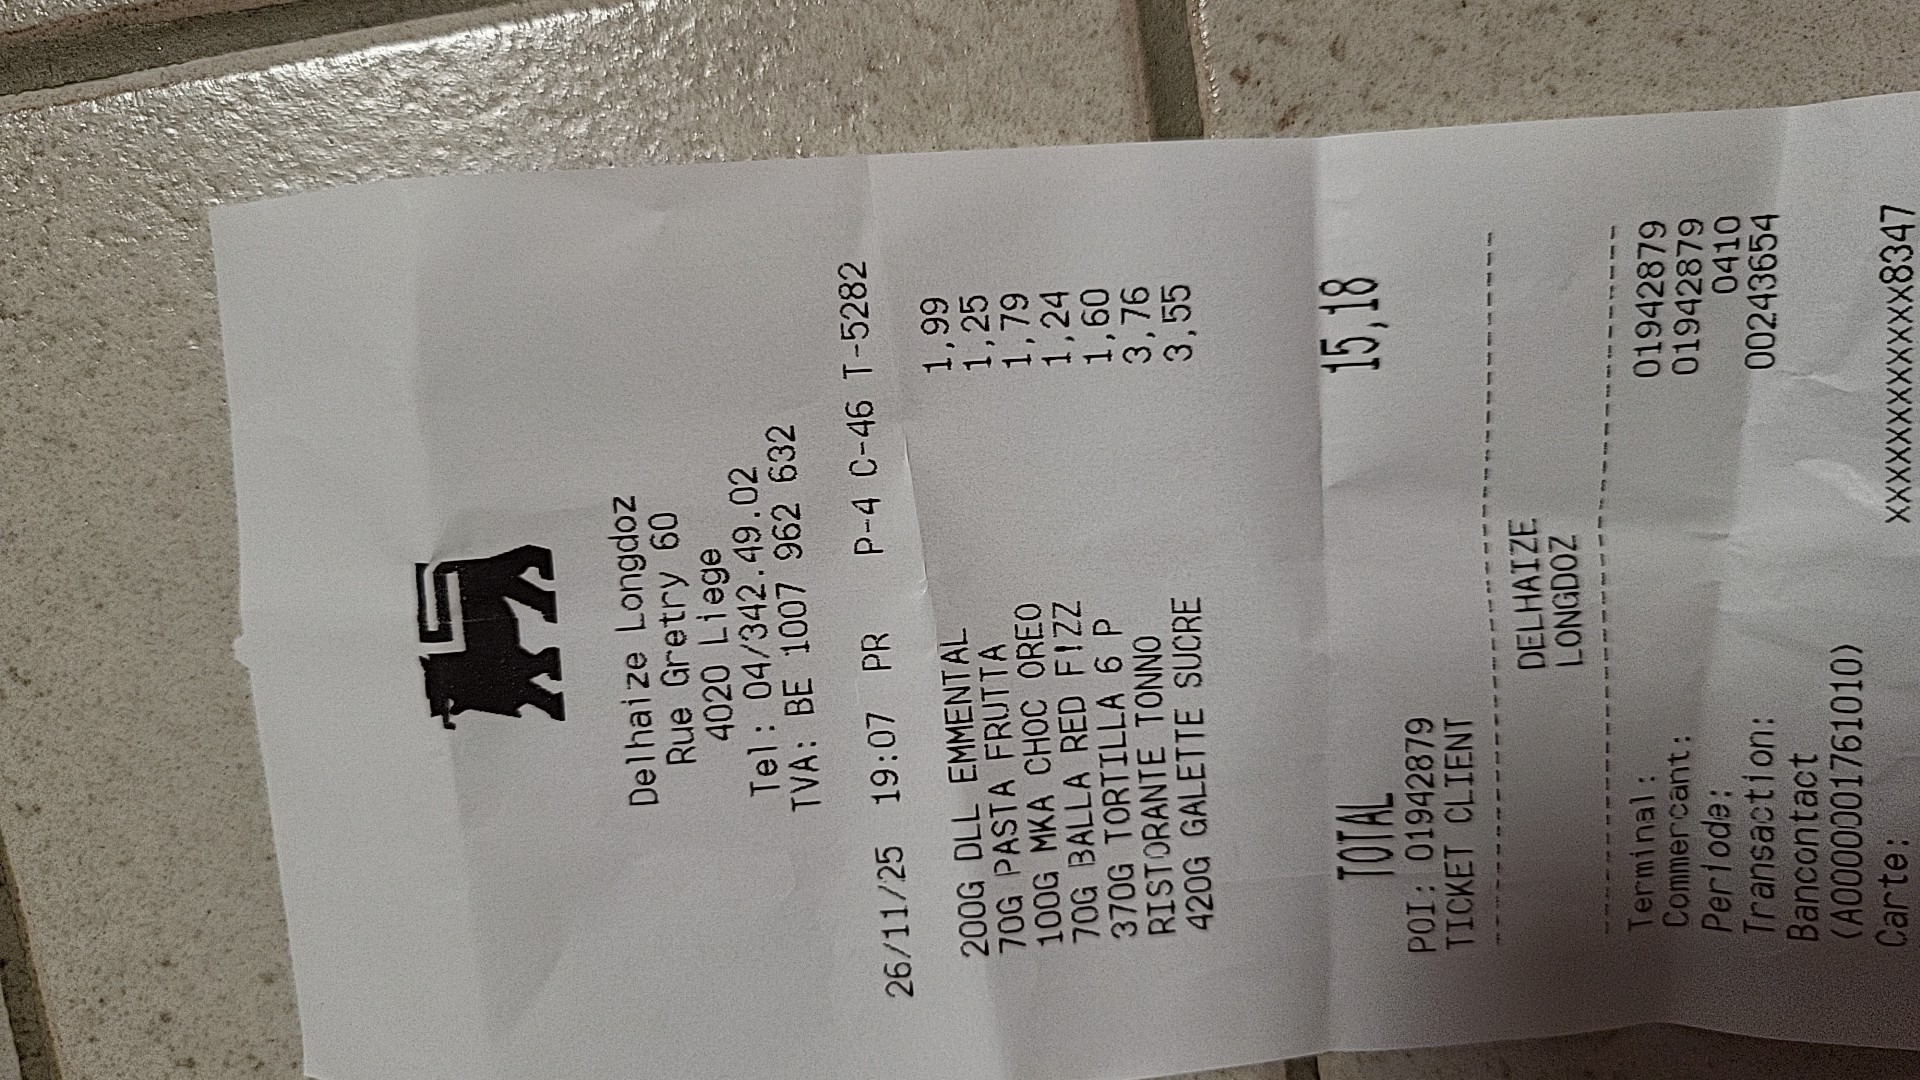 Delhaize Longdoz
Rue Gretry 60
4020 Liege
Tel: 04/342.49.02
TVA: BE 1007 962 632
26/11/25 19:07 PR P-4 C-46 T-5282
200G DLL EMMENTAL 1,99
70G PASTA FRUTTA 1,25
100G MKA CHOC OREO 1,79
70G BALLA RED F!ZZ 1,24
370G TORTILLA 6 P 1,60
RISTORANTE TONNO 3,76
420G GALETTE SUCRE 3,55
TOTAL 15,18
POI: 01942879
TICKET CLIENT
--------------------------------
DELHAIZE
LONGDOZ
--------------------------------
Terminal: 01942879
Commercant: 01942879
Periode: 0410
Transaction: 00243654
Bancontact
(A0000001761010)
Carte: XXXXXXXXXXXXX8347